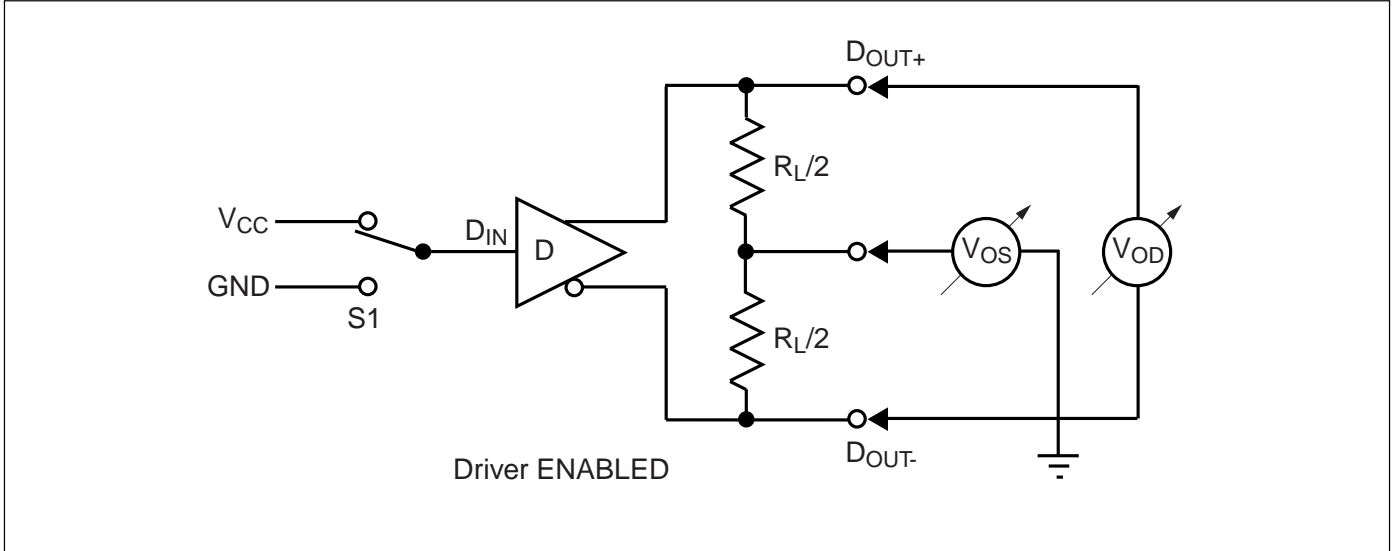 DOUT+
RL/2
VCC
DIN
D
VOS
VOD
GND
S1
RL/2
DOUT-
Driver ENABLED